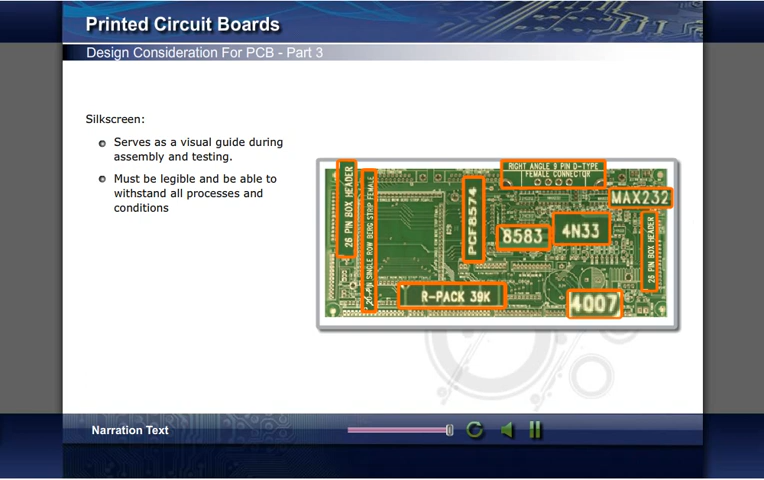 Printed Circuit Boards
Design Consideration For PCB - Part 3
Silkscreen:
Serves as a visual guide during
assembly and testing.
Must be legible and be able to
withstand all processes and
conditions
26 PIN BOX HEADER
20-PIN SINGLE ROW BERG STRIP FEMALE
PCF8574
RIGHT ANGLE 9 PIN D-TYPE
FEMALE CONNECTOR
MAX232
8583
4N33
26 PIN BOX HEADER
R-PACK 39K
4007
Narration Text